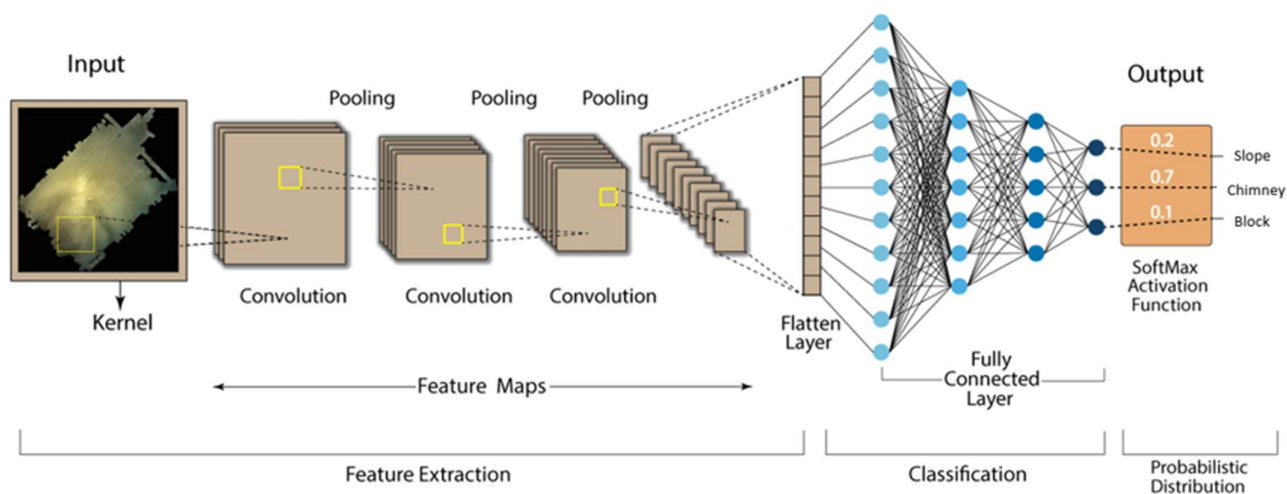 Input
Kernel
Pooling
Pooling
Pooling
Convolution
Convolution
Convolution
Feature Maps
Flatten
Layer
Fully
Connected
Layer
Output
0.2
0.7
0.1
Slope
Chimney
Block
SoftMax
Activation
Function
Feature Extraction
Classification
Probabilistic
Distribution